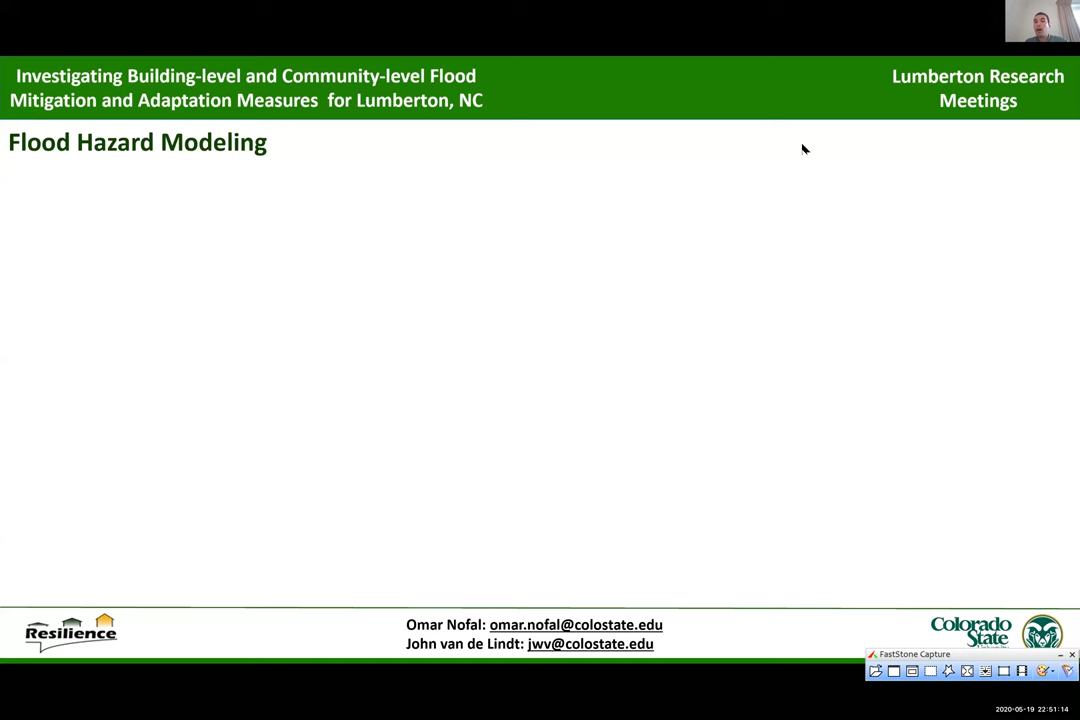 Investigating Building-level and Community-level Flood
Mitigation and Adaptation Measures for Lumberton, NC
Lumberton Research
Meetings
Flood Hazard Modeling
Resilience
Omar Nofal: omar.nofal@colostate.edu
John van de Lindt: jwv@colostate.edu
Colorado
State
FastStone Capture
2020-05-19 22:51:14